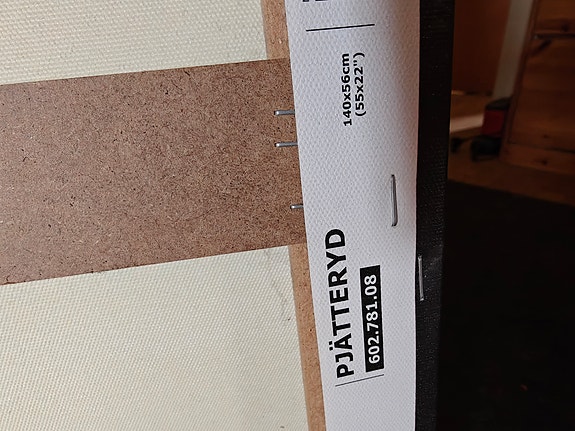 PJÄTTERYD
602.781.08
140x56cm
(55x22")